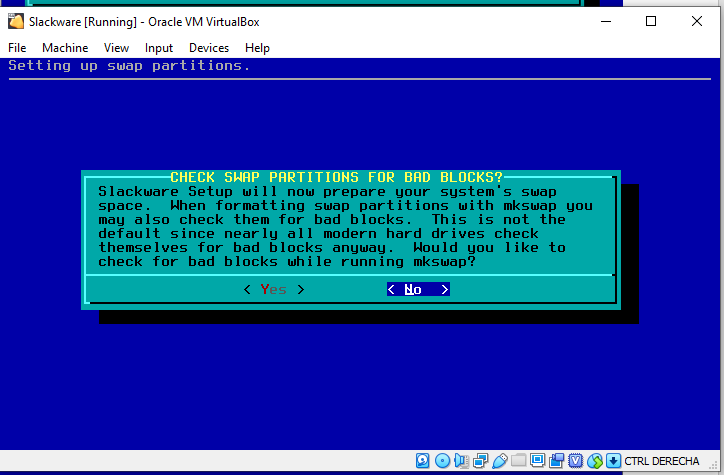 Slackware [Running] - Oracle VM VirtualBox
File Machine View Input Devices Help
Setting up swap partitions.
CHECK SWAP PARTITIONS FOR BAD BLOCKS?
Slackware Setup will now prepare your system's swap
space.  When formatting swap partitions with mkswap you
may also check them for bad blocks.  This is not the
default since nearly all modern hard drives check
themselves for bad blocks anyway.  Would you like to
check for bad blocks while running mkswap?
< Yes > < No >
CTRL DERECHA